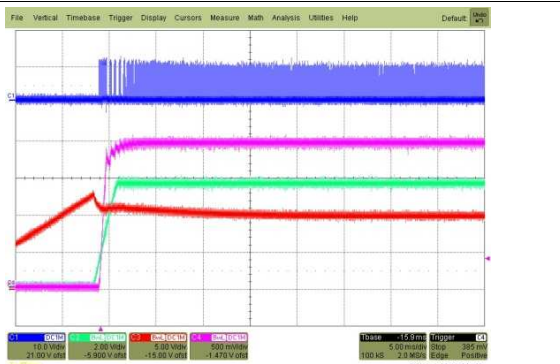 File Vertical Timebase Trigger Display Cursors Measure Math Analysis Utilities Help Default Undo
C1
C1 DC1M C2 BwL DC1M C3 BwL DC1M C4 BwL DC1M Tbase -15.9 ms Trigger C4
10.0 V/div 2.00 V/div 5.00 V/div 500 mV/div 5.00 ms/div Stop 385 mV
21.00 V ofst -5.900 V ofst -15.00 V ofst -1.470 V ofst 100 kS 2.0 MS/s Edge Positive